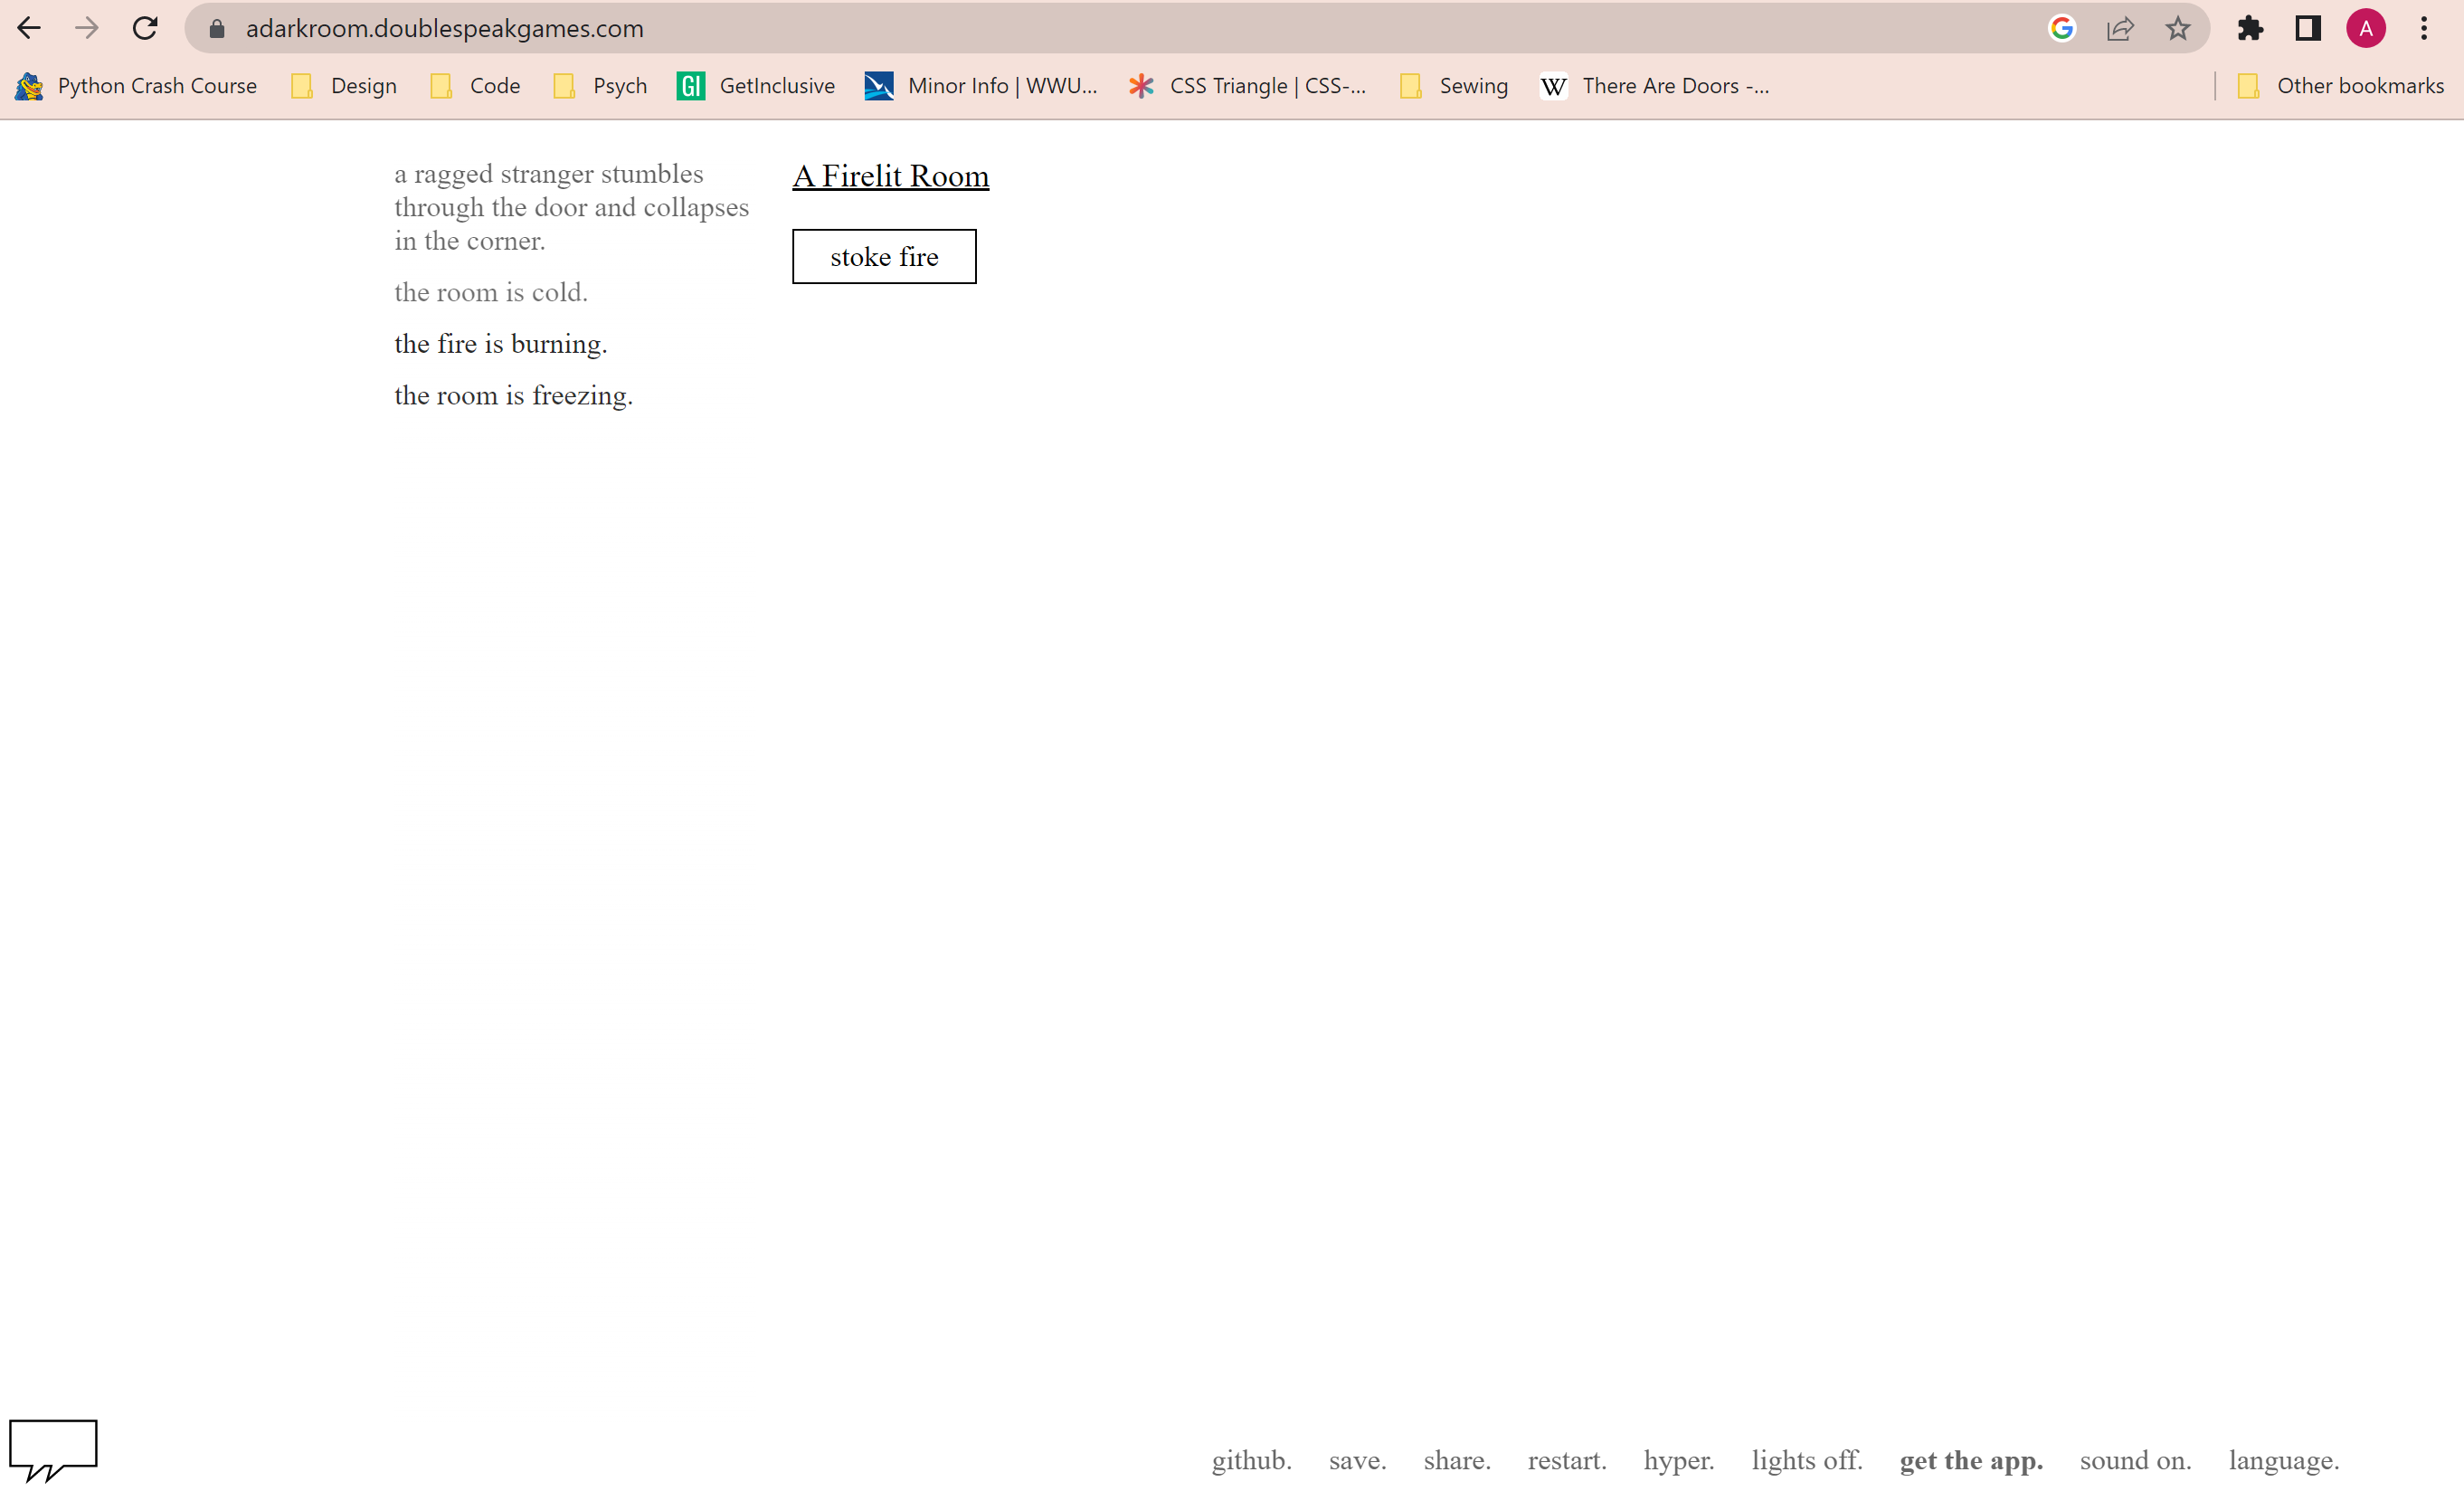 adarkroom.doublespeakgames.com
G
A
Python Crash Course
Design
Code
Psych
GI GetInclusive
Minor Info | WWU...
CSS Triangle | CSS-...
Sewing
W There Are Doors -...
Other bookmarks
a ragged stranger stumbles
through the door and collapses
in the corner.
the room is cold.
the fire is burning.
the room is freezing.
A Firelit Room
stoke fire
github. save. share. restart. hyper. lights off. get the app. sound on. language.